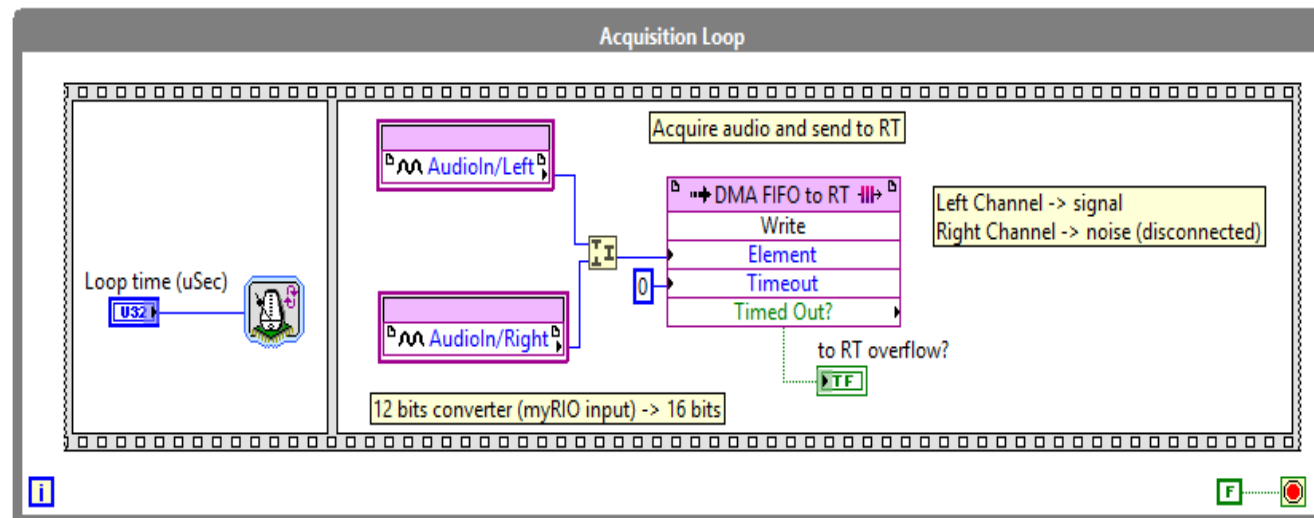 Acquisition Loop
Acquire audio and send to RT
AudioIn/Left
DMA FIFO to RT
Write
Element
Timeout
Timed Out?
Left Channel -> signal
Right Channel -> noise (disconnected)
Loop time (uSec)
U32
0
AudioIn/Right
to RT overflow?
TF
12 bits converter (myRIO input) -> 16 bits
i
F